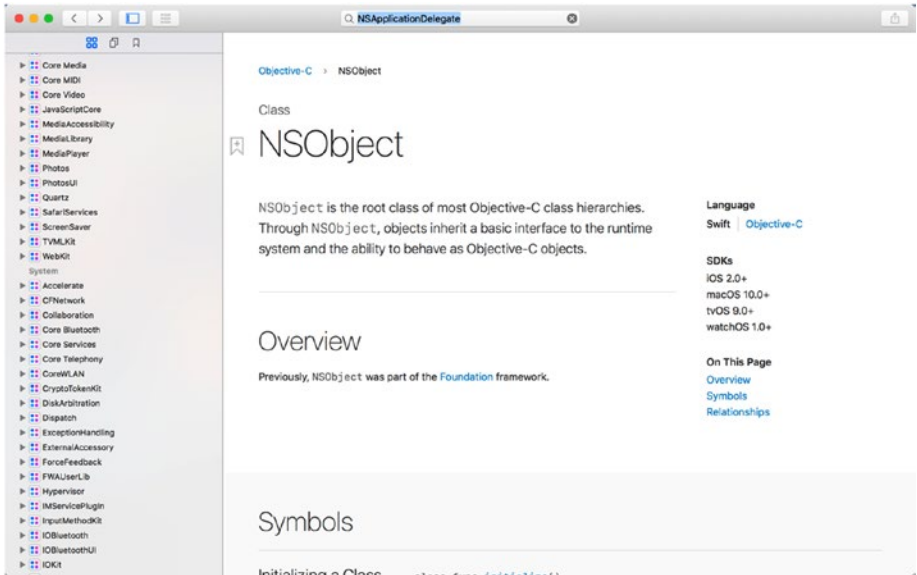 NSApplicationDelegate
Core Media
Core MIDI
Core Video
JavaScriptCore
MediaAccessibility
MediaLibrary
MediaPlayer
Photos
PhotosUI
Quartz
SafariServices
ScreenSaver
TVMLKit
WebKit
System
Accelerate
CFNetwork
Collaboration
Core Bluetooth
Core Services
Core Telephony
CoreWLAN
CryptoTokenKit
DiskArbitration
Dispatch
ExceptionHandling
ExternalAccessory
ForceFeedback
FWAUserLib
Hypervisor
IMServicePlugIn
InputMethodKit
IOBluetooth
IOBluetoothUI
IOKit
Objective-C > NSObject
Class
NSObject
NSObject is the root class of most Objective-C class hierarchies.
Through NSObject, objects inherit a basic interface to the runtime
system and the ability to behave as Objective-C objects.
Language
Swift | Objective-C
SDKs
iOS 2.0+
macOS 10.0+
tvOS 9.0+
watchOS 1.0+
On This Page
Overview
Symbols
Relationships
Overview
Previously, NSObject was part of the Foundation framework.
Symbols
Initializing a Class class func initialize()